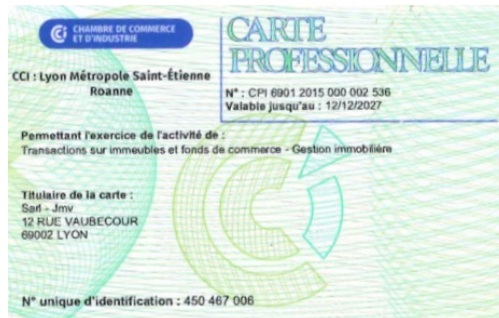 CHAMBRE DE COMMERCE
ET D'INDUSTRIE
CARTE
PROFESSIONNELLE
CCI : Lyon Métropole Saint-Étienne
Roanne
N° : CPI 6901 2015 000 002 536
Valable jusqu'au : 12/12/2027
Permettant l'exercice de l'activité de :
Transactions sur immeubles et fonds de commerce - Gestion immobilière
Titulaire de la carte :
Sarl - Jmv
12 RUE VAUBECOUR
69002 LYON
N° unique d'identification : 450 467 006